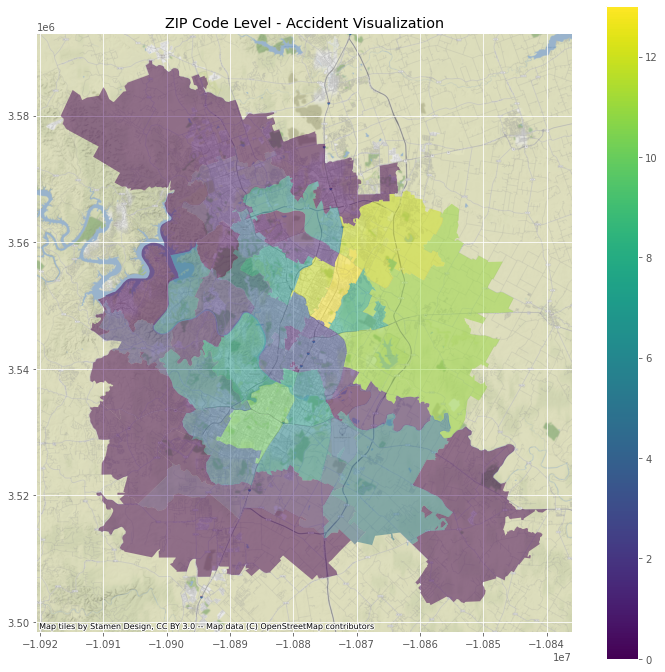 ZIP Code Level - Accident Visualization
1e6
3.58
3.56
3.54
3.52
3.50
Map tiles by Stamen Design, CC BY 3.0 -- Map data (C) OpenStreetMap contributors
−1.092 −1.091 −1.090 −1.089 −1.088 −1.087 −1.086 −1.085 −1.084
1e7
12
10
8
6
4
2
0